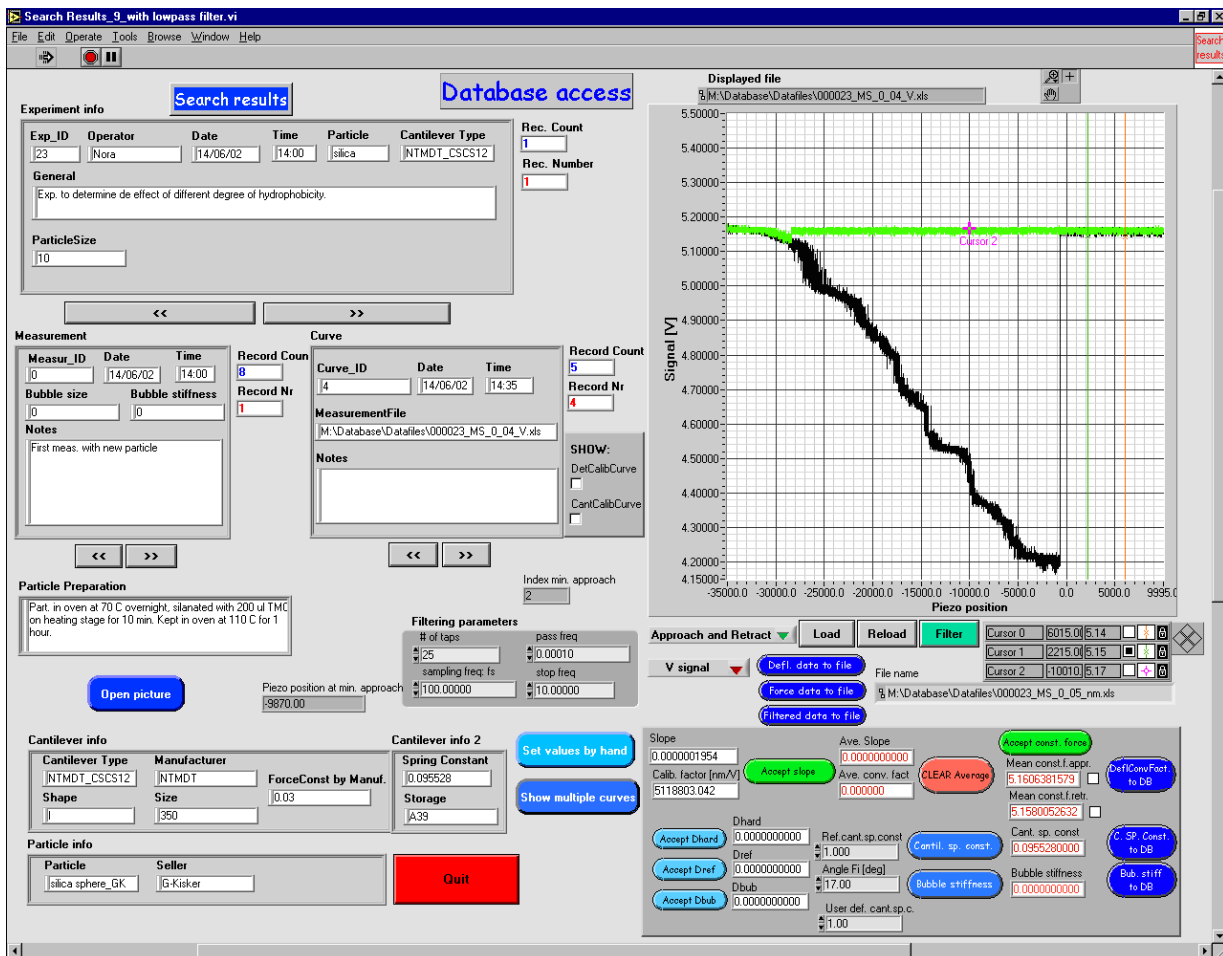 Search Results_9_with lowpass filter.vi
File Edit Operate Tools Browse Window Help
Search results
Search results
Database access
Experiment info
Exp_ID Operator Date Time Particle Cantilever Type
23 Nora 14/06/02 14:00 silica NTMDT_CSCS12
General
Exp. to determine de effect of different degree of hydrophobicity.
ParticleSize
10
Rec. Count
1
Rec. Number
1
<< >>
Measurement
Measur_ID Date Time
0 14/06/02 14:00
Bubble size Bubble stiffness
0 0
Notes
First meas. with new particle
Record Coun
8
Record Nr
1
<< >>
Curve
Curve_ID Date Time
4 14/06/02 14:35
MeasurementFile
M:\Database\Datafiles\000023_MS_0_04_V.xls
Notes
Record Count
5
Record Nr
4
SHOW:
DetCalibCurve
CantCalibCurve
<< >>
Particle Preparation
Part. in oven at 70 C overnight, silanated with 200 ul TMC
on heating stage for 10 min. Kept in oven at 110 C for 1
hour.
Index min. approach
2
Filtering parameters
# of taps pass freq
25 0.00010
sampling freq: fs stop freq
100.00000 10.00000
Open picture
Piezo position at min. approach
-9870.00
Cantilever info
Cantilever Type Manufacturer
NTMDT_CSCS12 NTMDT
ForceConst by Manuf.
0.03
Shape Size
I 350
Cantilever info 2
Spring Constant
0.095528
Storage
A39
Set values by hand
Show multiple curves
Particle info
Particle Seller
silica sphere_GK G-Kisker
Quit
Displayed file
M:\Database\Datafiles\000023_MS_0_04_V.xls
Signal [V]
5.50000
5.40000
5.30000
5.20000
5.10000
5.00000
4.90000
4.80000
4.70000
4.60000
4.50000
4.40000
4.30000
4.20000
4.15000
Cursor 2
-35000.0 -30000.0 -25000.0 -20000.0 -15000.0 -10000.0 -5000.0 0.0 5000.0 9995.0
Piezo position
Approach and Retract Load Reload Filter
Cursor 0 6015.0( 5.14
Cursor 1 2215.0( 5.15
Cursor 2 -10010. 5.17
V signal
Defl. data to file
Force data to file
Filtered data to file
File name
M:\Database\Datafiles\000023_MS_0_05_nm.xls
Slope
0.0000001954
Calib. factor [nm/V]
5118803.042
Accept slope
Ave. Slope
0.0000000000
Ave. conv. fact
0.000000
CLEAR Average
Accept const. force
Mean const.f.appr.
5.1606381579
Mean const.f.retr.
5.1580052632
DeflConvFact. to DB
Accept Dhard
Dhard
0.0000000000
Accept Dref
Dref
0.0000000000
Accept Dbub
Dbub
0.0000000000
Ref.cant.sp.const
1.000
Angle Fi [deg]
17.00
User def. cant.sp.c.
1.00
Cantil. sp. const.
Bubble stiffness
Cant. sp. const
0.0955280000
Bubble stiffness
0.0000000000
C. SP. Const. to DB
Bub. stiff to DB